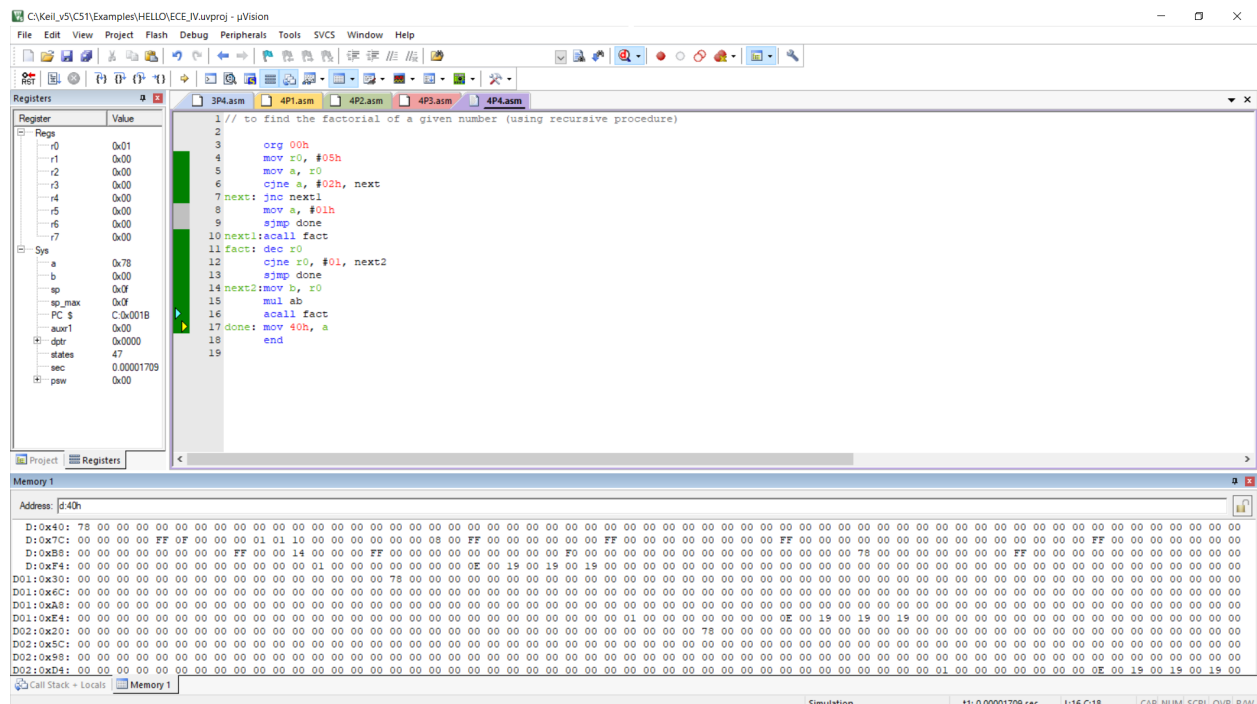 C:\Keil_v5\C51\Examples\HELLO\ECE_IV.uvproj - µVision
File Edit View Project Flash Debug Peripherals Tools SVCS Window Help
Registers
Register Value
Regs
r0 0x01
r1 0x00
r2 0x00
r3 0x00
r4 0x00
r5 0x00
r6 0x00
r7 0x00
Sys
a 0x78
b 0x00
sp 0x0f
sp_max 0x0f
PC $ C:0x001B
auxr1 0x00
dptr 0x0000
states 47
sec 0.00001709
psw 0x00
Project Registers
3P4.asm 4P1.asm 4P2.asm 4P3.asm 4P4.asm
1 // to find the factorial of a given number (using recursive procedure)
2
3 org 00h
4 mov r0, #05h
5 mov a, r0
6 cjne a, #02h, next
7 next: jnc next1
8 mov a, #01h
9 sjmp done
10 next1:acall fact
11 fact: dec r0
12 cjne r0, #01, next2
13 sjmp done
14 next2:mov b, r0
15 mul ab
16 acall fact
17 done: mov 40h, a
18 end
19
Memory 1
Address: d:40h
D:0x40: 78 00 00 00 00 00 00 00 00 00 00 00 00 00 00 00 00 00 00 00 00 00 00 00 00 00 00 00 00 00 00 00 00 00 00 00 00 00 00 00 00 00 00 00 00 00 00 00 00 00 00 00 00 00 00 00 00 00 00 00
D:0x7C: 00 00 00 00 FF 0F 00 00 00 01 01 10 00 00 00 00 00 00 08 00 FF 00 00 00 00 00 00 FF 00 00 00 00 00 00 00 00 FF 00 00 00 00 00 00 00 00 00 00 00 00 00 00 00 FF 00 00 00 00 00 00 00
D:0xB8: 00 00 00 00 00 00 00 00 FF 00 00 14 00 00 00 FF 00 00 00 00 00 00 00 00 00 F0 00 00 00 00 00 00 00 00 00 00 00 00 00 00 78 00 00 00 00 00 00 00 FF 00 00 00 00 00 00 00 00 00 00 00
D:0xF4: 00 00 00 00 00 00 00 00 00 00 00 00 01 00 00 00 00 00 00 00 0E 00 19 00 19 00 19 00 00 00 00 00 00 00 00 00 00 00 00 00 00 00 00 00 00 00 00 00 00 00 00 00 00 00 00 00 00 00 00 00
D01:0x30: 00 00 00 00 00 00 00 00 00 00 00 00 00 00 00 00 78 00 00 00 00 00 00 00 00 00 00 00 00 00 00 00 00 00 00 00 00 00 00 00 00 00 00 00 00 00 00 00 00 00 00 00 00 00 00 00 00 00 00 00
D01:0x6C: 00 00 00 00 00 00 00 00 00 00 00 00 00 00 00 00 00 00 00 00 00 00 00 00 00 00 00 00 00 00 00 00 00 00 00 00 00 00 00 00 00 00 00 00 00 00 00 00 00 00 00 00 00 00 00 00 00 00 00 00
D01:0xA8: 00 00 00 00 00 00 00 00 00 00 00 00 00 00 00 00 00 00 00 00 00 00 00 00 00 00 00 00 00 00 00 00 00 00 00 00 00 00 00 00 00 00 00 00 00 00 00 00 00 00 00 00 00 00 00 00 00 00 00 00
D01:0xE4: 00 00 00 00 00 00 00 00 00 00 00 00 00 00 00 00 00 00 00 00 00 00 00 00 00 00 00 00 01 00 00 00 00 00 00 00 0E 00 19 00 19 00 19 00 00 00 00 00 00 00 00 00 00 00 00 00 00 00 00 00
D02:0x20: 00 00 00 00 00 00 00 00 00 00 00 00 00 00 00 00 00 00 00 00 00 00 00 00 00 00 00 00 00 00 00 00 78 00 00 00 00 00 00 00 00 00 00 00 00 00 00 00 00 00 00 00 00 00 00 00 00 00 00 00
D02:0x5C: 00 00 00 00 00 00 00 00 00 00 00 00 00 00 00 00 00 00 00 00 00 00 00 00 00 00 00 00 00 00 00 00 00 00 00 00 00 00 00 00 00 00 00 00 00 00 00 00 00 00 00 00 00 00 00 00 00 00 00 00
D02:0x98: 00 00 00 00 00 00 00 00 00 00 00 00 00 00 00 00 00 00 00 00 00 00 00 00 00 00 00 00 00 00 00 00 00 00 00 00 00 00 00 00 00 00 00 00 00 00 00 00 00 00 00 00 00 00 00 00 00 00 00 00
D02:0xD4: 00 00 00 00 00 00 00 00 00 00 00 00 00 00 00 00 00 00 00 00 00 00 00 00 00 00 00 00 00 00 00 00 00 00 00 00 00 00 00 00 00 00 00 00 01 00 00 00 00 00 00 00 0E 00 19 00 19 00 19 00
Call Stack + Locals Memory 1
Simulation t1: 0.00001709 sec L:16 C:18 CAP NUM SCRL OVR R/W